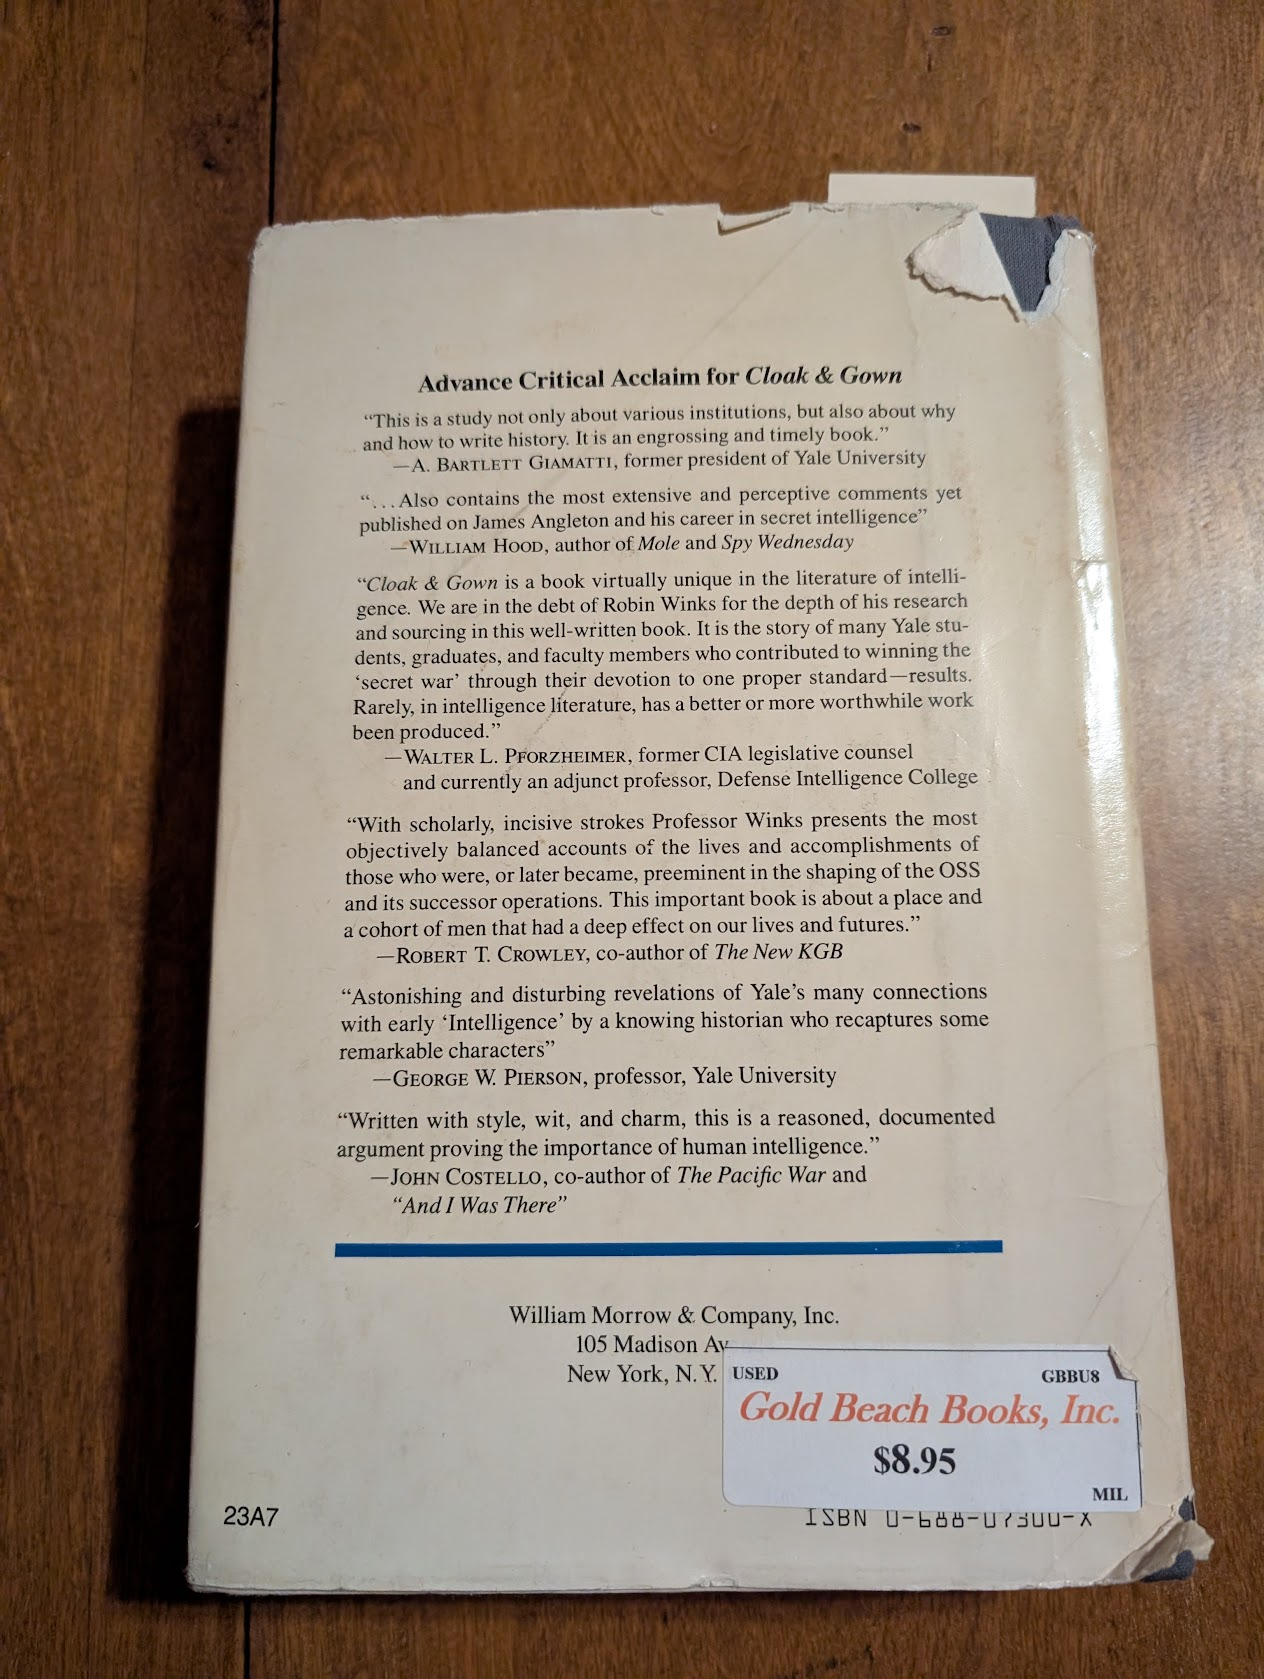 Advance Critical Acclaim for Cloak & Gown
“This is a study not only about various institutions, but also about why
and how to write history. It is an engrossing and timely book.”
—A. BARTLETT GIAMATTI, former president of Yale University
“...Also contains the most extensive and perceptive comments yet
published on James Angleton and his career in secret intelligence”
—WILLIAM HOOD, author of Mole and Spy Wednesday
“Cloak & Gown is a book virtually unique in the literature of intelli-
gence. We are in the debt of Robin Winks for the depth of his research
and sourcing in this well-written book. It is the story of many Yale stu-
dents, graduates, and faculty members who contributed to winning the
‘secret war’ through their devotion to one proper standard—results.
Rarely, in intelligence literature, has a better or more worthwhile work
been produced.”
—WALTER L. PFORZHEIMER, former CIA legislative counsel
and currently an adjunct professor, Defense Intelligence College
“With scholarly, incisive strokes Professor Winks presents the most
objectively balanced accounts of the lives and accomplishments of
those who were, or later became, preeminent in the shaping of the OSS
and its successor operations. This important book is about a place and
a cohort of men that had a deep effect on our lives and futures.”
—ROBERT T. CROWLEY, co-author of The New KGB
“Astonishing and disturbing revelations of Yale’s many connections
with early ‘Intelligence’ by a knowing historian who recaptures some
remarkable characters”
—GEORGE W. PIERSON, professor, Yale University
“Written with style, wit, and charm, this is a reasoned, documented
argument proving the importance of human intelligence.”
—JOHN COSTELLO, co-author of The Pacific War and
“And I Was There”
William Morrow & Company, Inc.
105 Madison Av
New York, N.Y.
USED GBBU8
Gold Beach Books, Inc.
$8.95
MIL
23A7
ISBN 0-688-07300-X